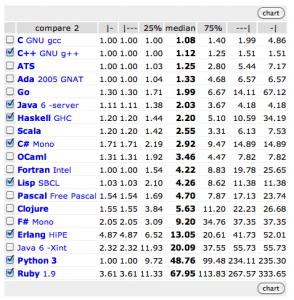 chart
compare 2 |- |--- 25% median 75% ---| -|
C GNU gcc 1.00 1.00 1.00 1.08 1.40 1.99 4.86
C++ GNU g++ 1.00 1.00 1.00 1.12 1.25 1.51 1.51
ATS 1.03 1.03 1.25 1.25 2.80 5.44 7.17
Ada 2005 GNAT 1.00 1.00 1.04 1.33 4.68 6.57 6.57
Go 1.30 1.30 1.71 1.99 6.67 14.11 67.12
Java 6 -server 1.11 1.11 1.38 2.03 3.67 4.18 4.18
Haskell GHC 1.20 1.20 1.44 2.20 5.10 10.59 34.19
Scala 1.20 1.20 1.42 2.55 3.31 6.13 7.53
C# Mono 1.71 1.71 2.19 2.92 9.47 14.89 14.89
OCaml 1.31 1.31 1.92 3.46 4.47 7.82 7.82
Fortran Intel 1.00 1.00 1.54 4.22 8.83 19.78 25.65
Lisp SBCL 1.03 1.03 2.10 4.26 8.62 11.38 11.38
Pascal Free Pascal 1.54 1.54 1.69 4.70 7.87 17.13 23.74
Clojure 1.55 1.55 3.84 5.63 11.20 22.23 26.68
F# Mono 2.05 2.05 3.09 9.20 34.76 37.35 37.35
Erlang HiPE 4.87 4.87 6.52 13.05 20.61 41.73 52.01
Java 6 -Xint 2.32 2.32 11.93 20.09 37.55 55.73 55.73
Python 3 1.00 1.00 9.72 48.76 99.48 234.11 235.30
Ruby 1.9 3.61 3.61 11.33 67.95 113.83 267.57 333.65
chart